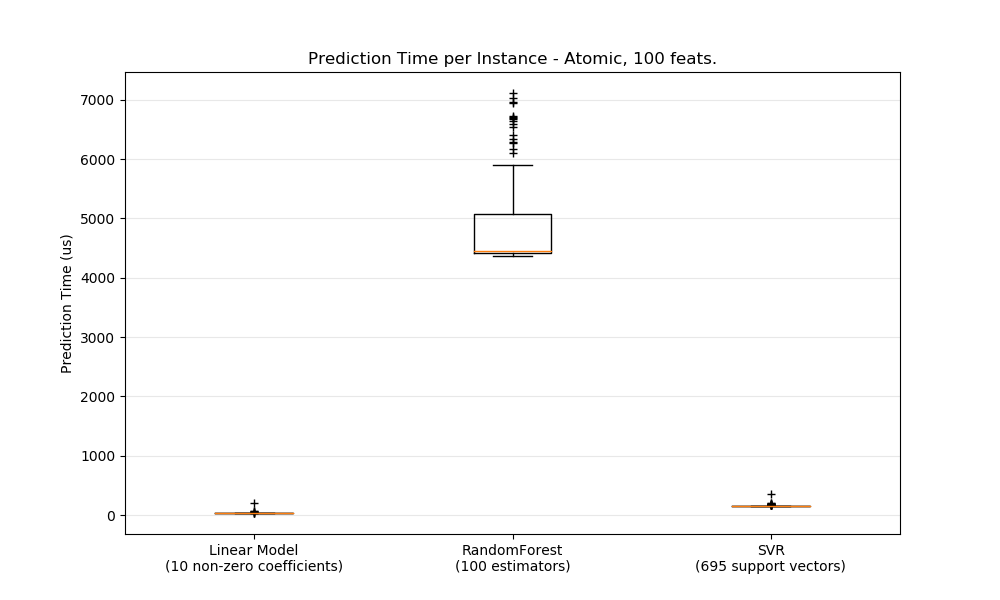 Prediction Time per Instance - Atomic, 100 feats.
Prediction Time (us)
7000
6000
5000
4000
3000
2000
1000
0
Linear Model
(10 non-zero coefficients)
RandomForest
(100 estimators)
SVR
(695 support vectors)